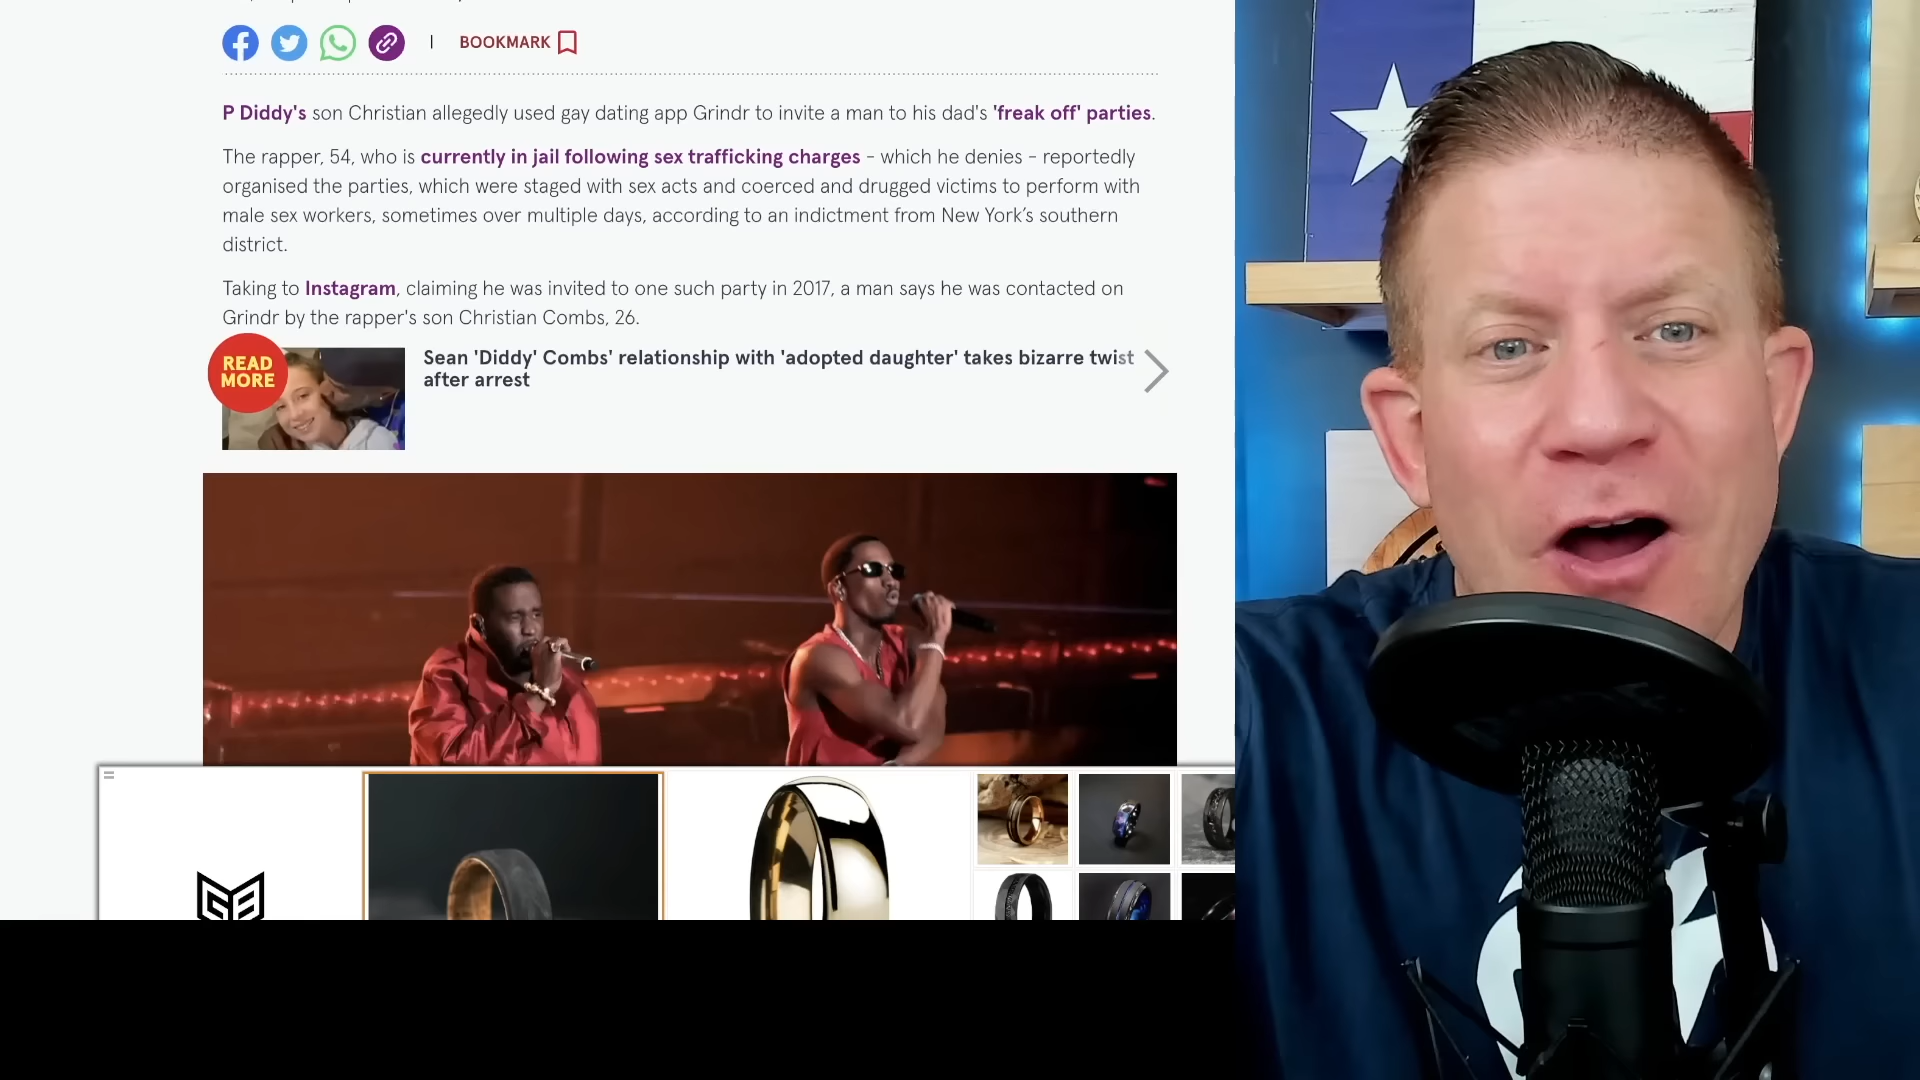 BOOKMARK
P Diddy's son Christian allegedly used gay dating app Grindr to invite a man to his dad's 'freak off' parties.
The rapper, 54, who is currently in jail following sex trafficking charges – which he denies – reportedly
organised the parties, which were staged with sex acts and coerced and drugged victims to perform with
male sex workers, sometimes over multiple days, according to an indictment from New York’s southern
district.
Taking to Instagram, claiming he was invited to one such party in 2017, a man says he was contacted on
Grindr by the rapper's son Christian Combs, 26.
READ
MORE
Sean 'Diddy' Combs' relationship with 'adopted daughter' takes bizarre twist
after arrest